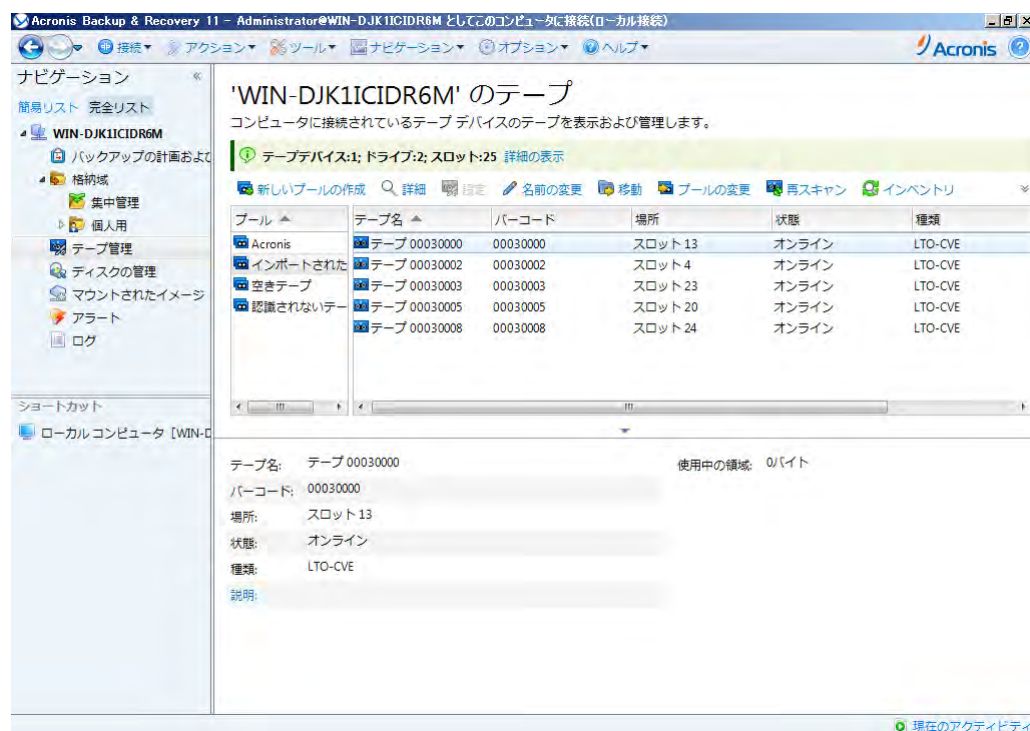 Acronis Backup & Recovery 11 - Administrator@WIN-DJK1ICIDR6M としてこのコンピュータに接続(ローカル接続)
接続 アクション ツール ナビゲーション オプション ヘルプ Acronis
ナビゲーション
簡易リスト 完全リスト
WIN-DJK1ICIDR6M
バックアップの計画およ
格納域
集中管理
個人用
テープ管理
ディスクの管理
マウントされたイメージ
アラート
ログ
ショートカット
ローカル コンピュータ [WIN-D
'WIN-DJK1ICIDR6M' のテープ
コンピュータに接続されているテープ デバイスのテープを表示および管理します。
テープデバイス:1; ドライブ:2; スロット:25 詳細の表示
新しいプールの作成 詳細 設定 名前の変更 移動 プールの変更 再スキャン インベントリ
プール
Acronis
インポートされた
空きテープ
認識されないテー
テープ名 バーコード 場所 状態 種類
テープ 00030000 00030000 スロット 13 オンライン LTO-CVE
テープ 00030002 00030002 スロット 4 オンライン LTO-CVE
テープ 00030003 00030003 スロット 23 オンライン LTO-CVE
テープ 00030005 00030005 スロット 20 オンライン LTO-CVE
テープ 00030008 00030008 スロット 24 オンライン LTO-CVE
テープ名: テープ 00030000 使用中の領域: 0バイト
バーコード: 00030000
場所: スロット 13
状態: オンライン
種類: LTO-CVE
説明:
現在のアクティビティ